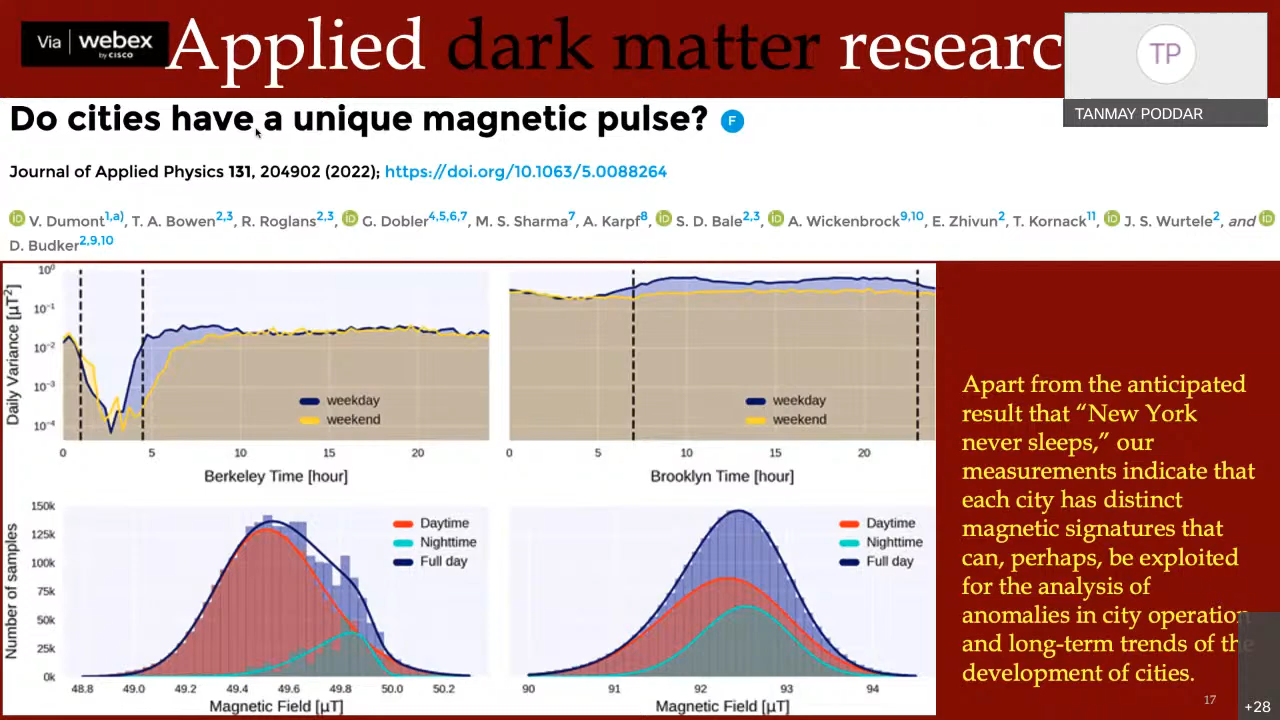 Via webex
by CISCO
Applied dark matter researc
TP
TANMAY PODDAR
Do cities have a unique magnetic pulse? F
Journal of Applied Physics 131, 204902 (2022); https://doi.org/10.1063/5.0088264
iD V. Dumont1,a), T. A. Bowen2,3, R. Roglans2,3, iD G. Dobler4,5,6,7, M. S. Sharma7, A. Karpf8 iD S. D. Bale2,3, iD A. Wickenbrock9,10, E. Zhivun2, T. Kornack11 iD J. S. Wurtele2, and iD
D. Budker2,9,10
Daily Variance [μT2]
100
10-1
10-2
10-3
10-4
weekday
weekend
0 5 10 15 20
Berkeley Time [hour]
weekday
weekend
0 5 10 15 20
Brooklyn Time [hour]
Number of samples
150k
125k
100k
75k
50k
25k
0k
Daytime
Nighttime
Full day
48.8 49.0 49.2 49.4 49.6 49.8 50.0 50.2
Magnetic Field [μT]
Daytime
Nighttime
Full day
90 91 92 93 94
Magnetic Field [μT]
Apart from the anticipated
result that “New York
never sleeps,” our
measurements indicate that
each city has distinct
magnetic signatures that
can, perhaps, be exploited
for the analysis of
anomalies in city operation
and long-term trends of the
development of cities.
17
+28